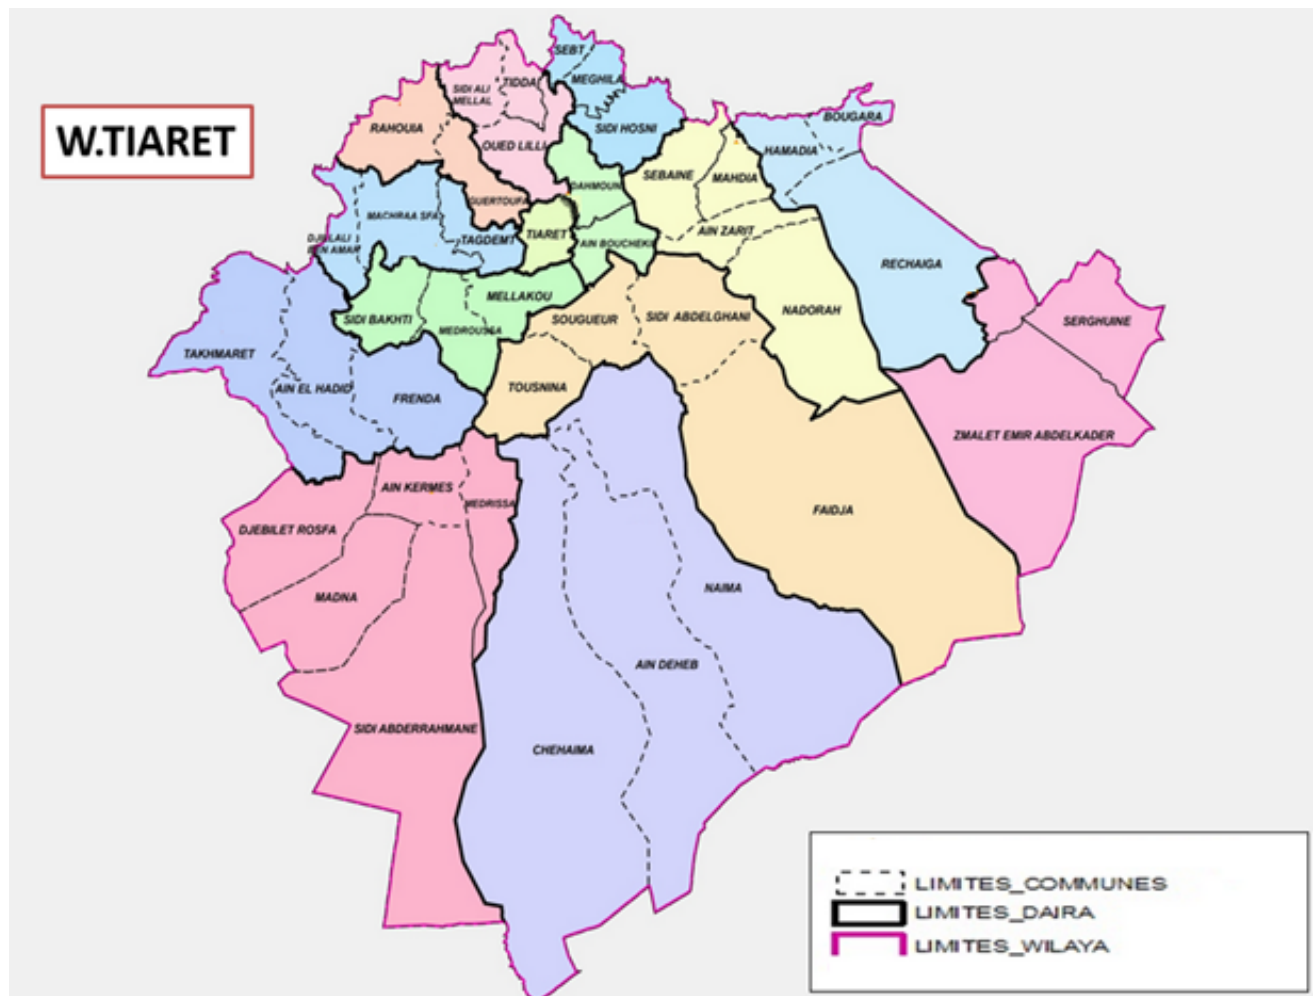 W.TIARET
SEBT
MEGHILA
TIDDA
SIDI ALI
MELLAL
BOUGARA
RAHOUIA
SIDI HOSNI
OUED LILLI
HAMADIA
SEBAINE
MAHDIA
DAHMOUNI
GUERTOUFA
MACHRAA SFA
TIARET
AIN ZARIT
DJILLALI
BEN AMAR
TAGDEMT
AIN BOUCHEKIF
RECHAIGA
MELLAKOU
SIDI BAKHTI
SOUGUEUR
SIDI ABDELGHANI
NADORAH
SERGHUINE
MEDROUSSA
TAKHMARET
AIN EL HADID
FRENDA
TOUSNINA
ZMALET EMIR ABDELKADER
AIN KERMES
MEDRISSA
FAIDJA
DJEBILET ROSFA
MADNA
NAIMA
AIN DEHEB
SIDI ABDERRAHMANE
CHEHAIMA
LIMITES_COMMUNES
LIMITES_DAIRA
LIMITES_WILAYA